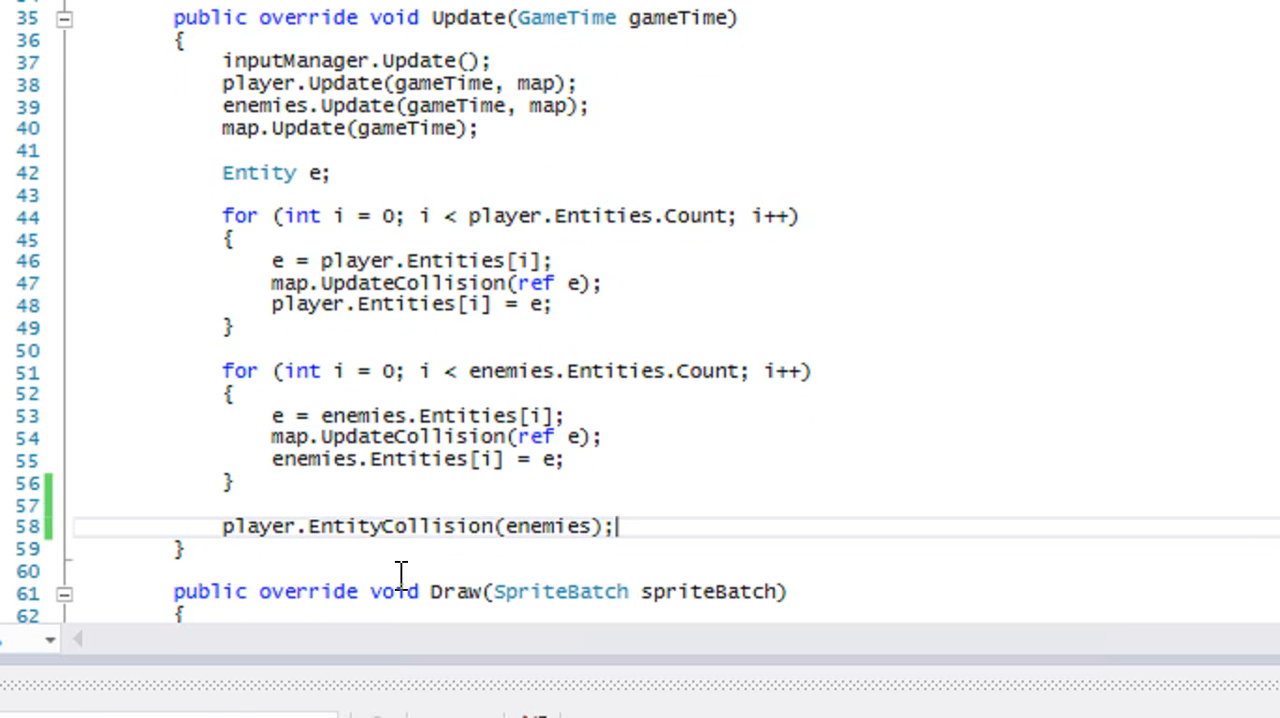 35 public override void Update(GameTime gameTime)
36 {
37 inputManager.Update();
38 player.Update(gameTime, map);
39 enemies.Update(gameTime, map);
40 map.Update(gameTime);
41
42 Entity e;
43
44 for (int i = 0; i < player.Entities.Count; i++)
45 {
46 e = player.Entities[i];
47 map.UpdateCollision(ref e);
48 player.Entities[i] = e;
49 }
50
51 for (int i = 0; i < enemies.Entities.Count; i++)
52 {
53 e = enemies.Entities[i];
54 map.UpdateCollision(ref e);
55 enemies.Entities[i] = e;
56 }
57
58 player.EntityCollision(enemies);
59 }
60
61 public override void Draw(SpriteBatch spriteBatch)
62 {